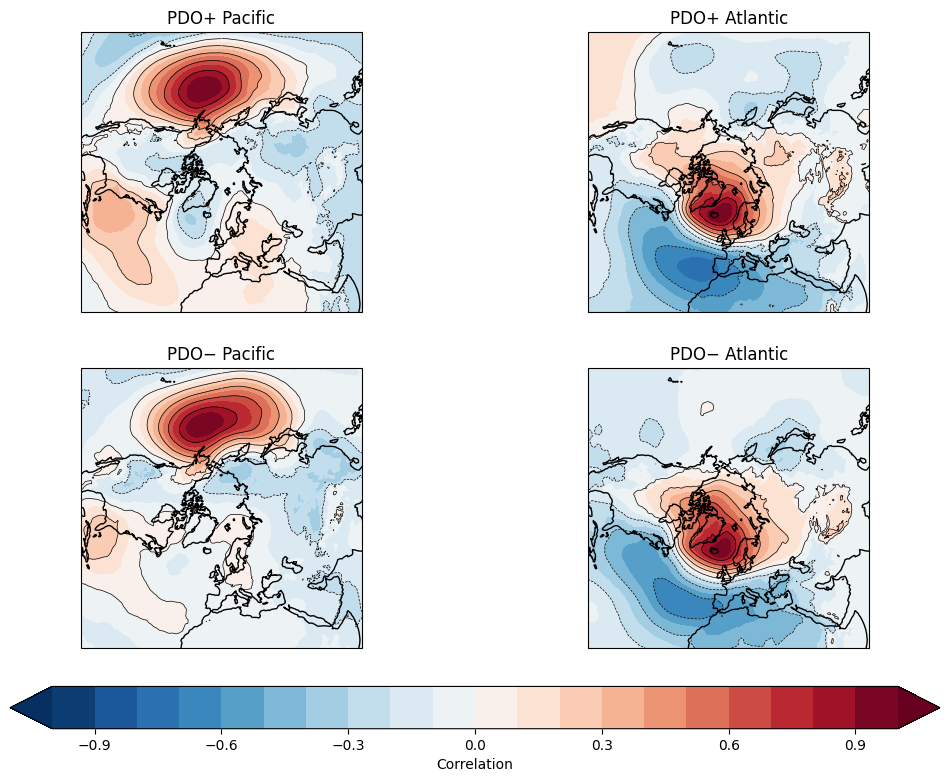 PDO+ Pacific
PDO+ Atlantic
PDO− Pacific
PDO− Atlantic
−0.9 −0.6 −0.3 0.0 0.3 0.6 0.9
Correlation